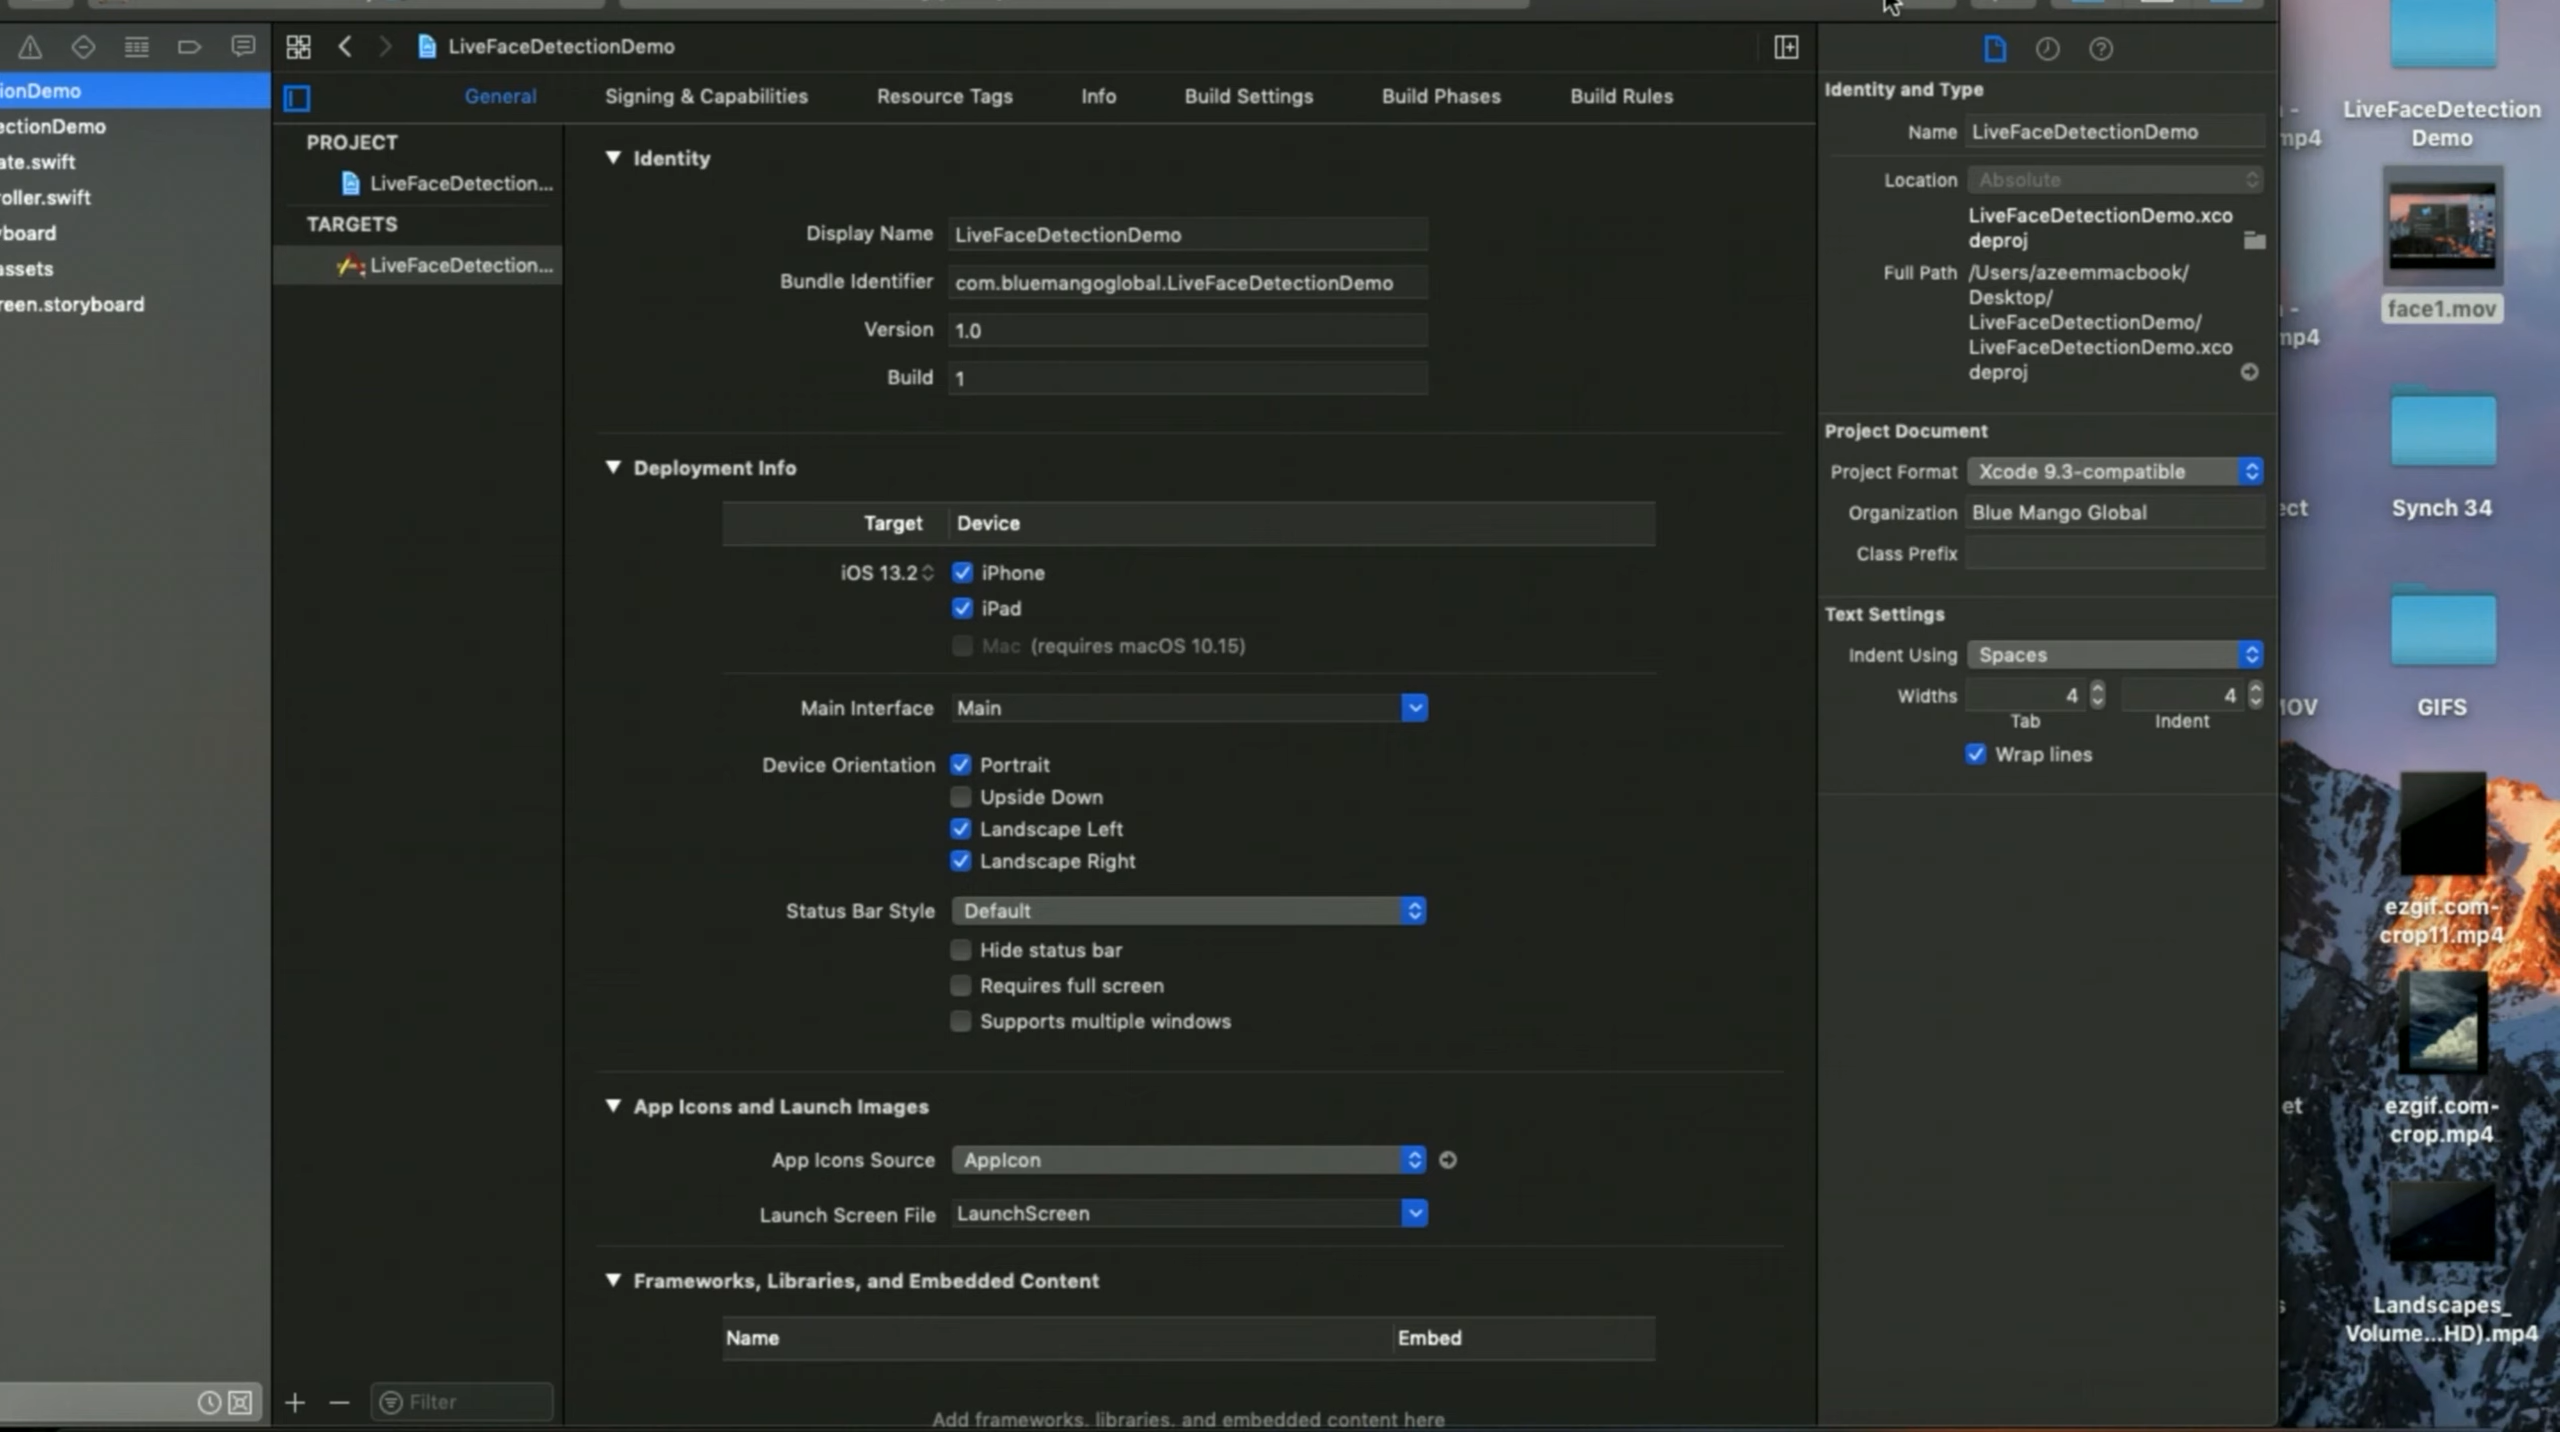 LiveFaceDetectionDemo
ionDemo
ectionDemo
ate.swift
roller.swift
yboard
assets
reen.storyboard
General
Signing & Capabilities
Resource Tags
Info
Build Settings
Build Phases
Build Rules
PROJECT
LiveFaceDetection...
TARGETS
LiveFaceDetection...
Filter
Identity
Display Name LiveFaceDetectionDemo
Bundle Identifier com.bluemangoglobal.LiveFaceDetectionDemo
Version 1.0
Build 1
Deployment Info
Target Device
iOS 13.2 iPhone
iPad
Mac (requires macOS 10.15)
Main Interface Main
Device Orientation Portrait
Upside Down
Landscape Left
Landscape Right
Status Bar Style Default
Hide status bar
Requires full screen
Supports multiple windows
App Icons and Launch Images
App Icons Source AppIcon
Launch Screen File LaunchScreen
Frameworks, Libraries, and Embedded Content
Name Embed
Add frameworks, libraries, and embedded content here
Identity and Type
Name LiveFaceDetectionDemo
Location Absolute
LiveFaceDetectionDemo.xco
deproj
Full Path /Users/azeemmacbook/
Desktop/
LiveFaceDetectionDemo/
LiveFaceDetectionDemo.xco
deproj
Project Document
Project Format Xcode 9.3-compatible
Organization Blue Mango Global
Class Prefix
Text Settings
Indent Using Spaces
Widths 4 4
Tab Indent
Wrap lines
n -
mp4
-
mp4
ect
MOV
et
s
LiveFaceDetection
Demo
face1.mov
Synch 34
GIFS
ezgif.com-
crop11.mp4
ezgif.com-
crop.mp4
Landscapes_
Volume...HD).mp4